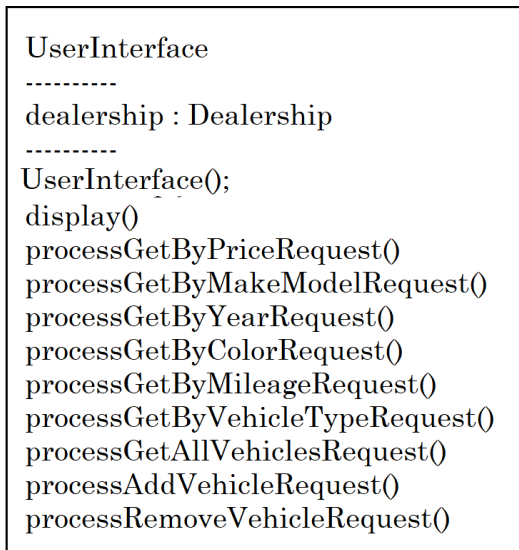 UserInterface
----------
dealership : Dealership
----------
UserInterface();
display()
processGetByPriceRequest()
processGetByMakeModelRequest()
processGetByYearRequest()
processGetByColorRequest()
processGetByMileageRequest()
processGetByVehicleTypeRequest()
processGetAllVehiclesRequest()
processAddVehicleRequest()
processRemoveVehicleRequest()